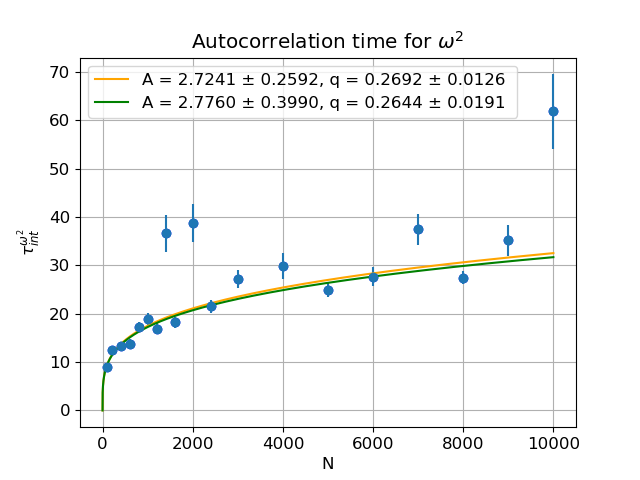 Autocorrelation time for ω²
A = 2.7241 ± 0.2592, q = 0.2692 ± 0.0126
A = 2.7760 ± 0.3990, q = 0.2644 ± 0.0191
70
60
50
40
30
20
10
0
τ_int^ω²
0 2000 4000 6000 8000 10000
N